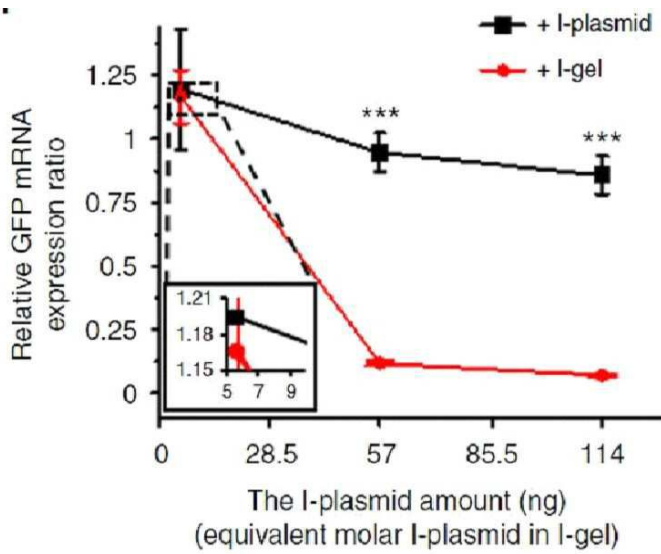 + I-plasmid
+ I-gel
Relative GFP mRNA
expression ratio
1.25
1
0.75
0.5
0.25
0
***
***
1.21
1.18
1.15
5 7 9
0 28.5 57 85.5 114
The I-plasmid amount (ng)
(equivalent molar I-plasmid in I-gel)